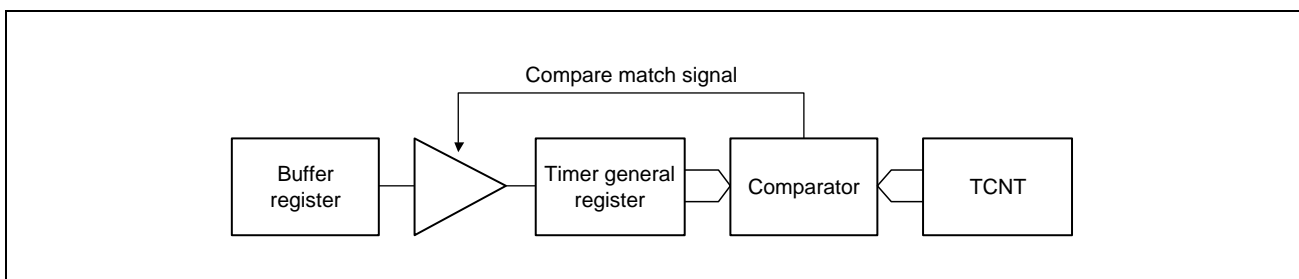 Compare match signal
Buffer
register
Timer general
register
Comparator
TCNT